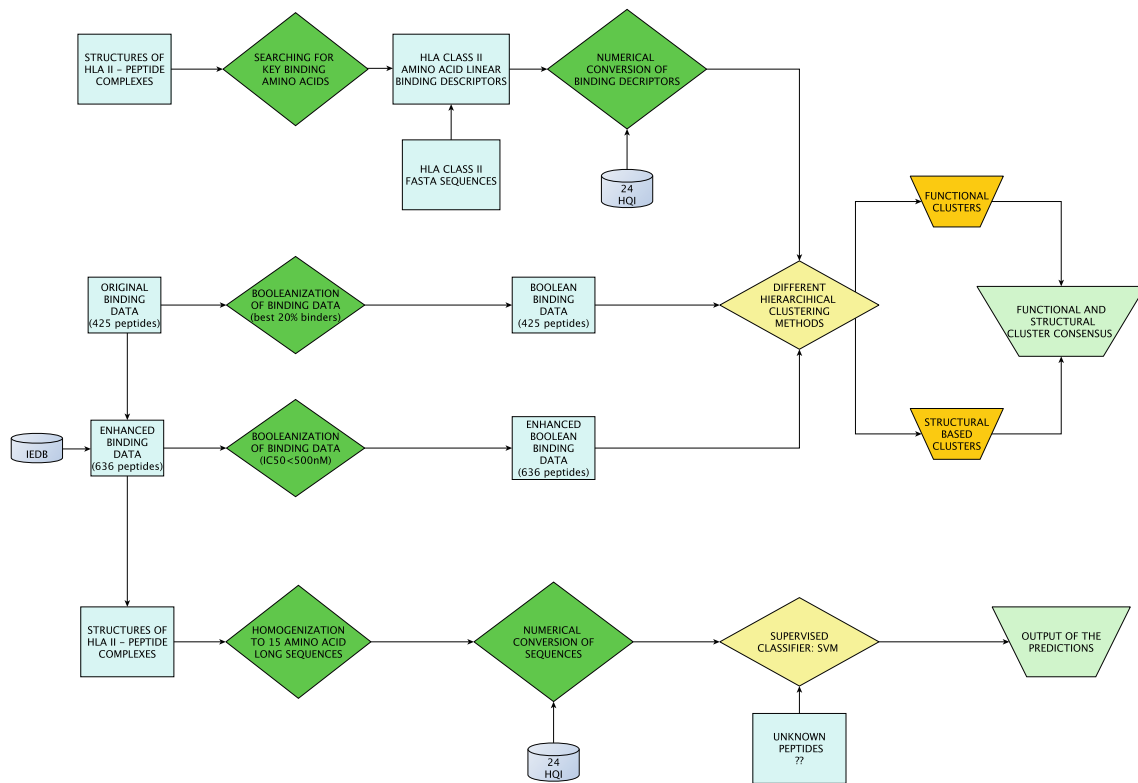 STRUCTURES OF
HLA II - PEPTIDE
COMPLEXES
SEARCHING FOR
KEY BINDING
AMINO ACIDS
HLA CLASS II
AMINO ACID LINEAR
BINDING DESCRIPTORS
NUMERICAL
CONVERSION OF
BINDING DECRIPTORS
HLA CLASS II
FASTA SEQUENCES
24
HQI
FUNCTIONAL
CLUSTERS
ORIGINAL
BINDING
DATA
(425 peptides)
BOOLEANIZATION
OF BINDING DATA
(best 20% binders)
BOOLEAN
BINDING
DATA
(425 peptides)
DIFFERENT
HIERARCHIHICAL
CLUSTERING
METHODS
FUNCTIONAL AND
STRUCTURAL
CLUSTER CONSENSUS
IEDB
ENHANCED
BINDING
DATA
(636 peptides)
BOOLEANIZATION
OF BINDING DATA
(IC50<500nM)
ENHANCED
BOOLEAN
BINDING
DATA
(636 peptides)
STRUCTURAL
BASED
CLUSTERS
STRUCTURES OF
HLA II - PEPTIDE
COMPLEXES
HOMOGENIZATION
TO 15 AMINO ACID
LONG SEQUENCES
NUMERICAL
CONVERSION OF
SEQUENCES
SUPERVISED
CLASSIFIER: SVM
OUTPUT OF THE
PREDICTIONS
24
HQI
UNKNOWN
PEPTIDES
??